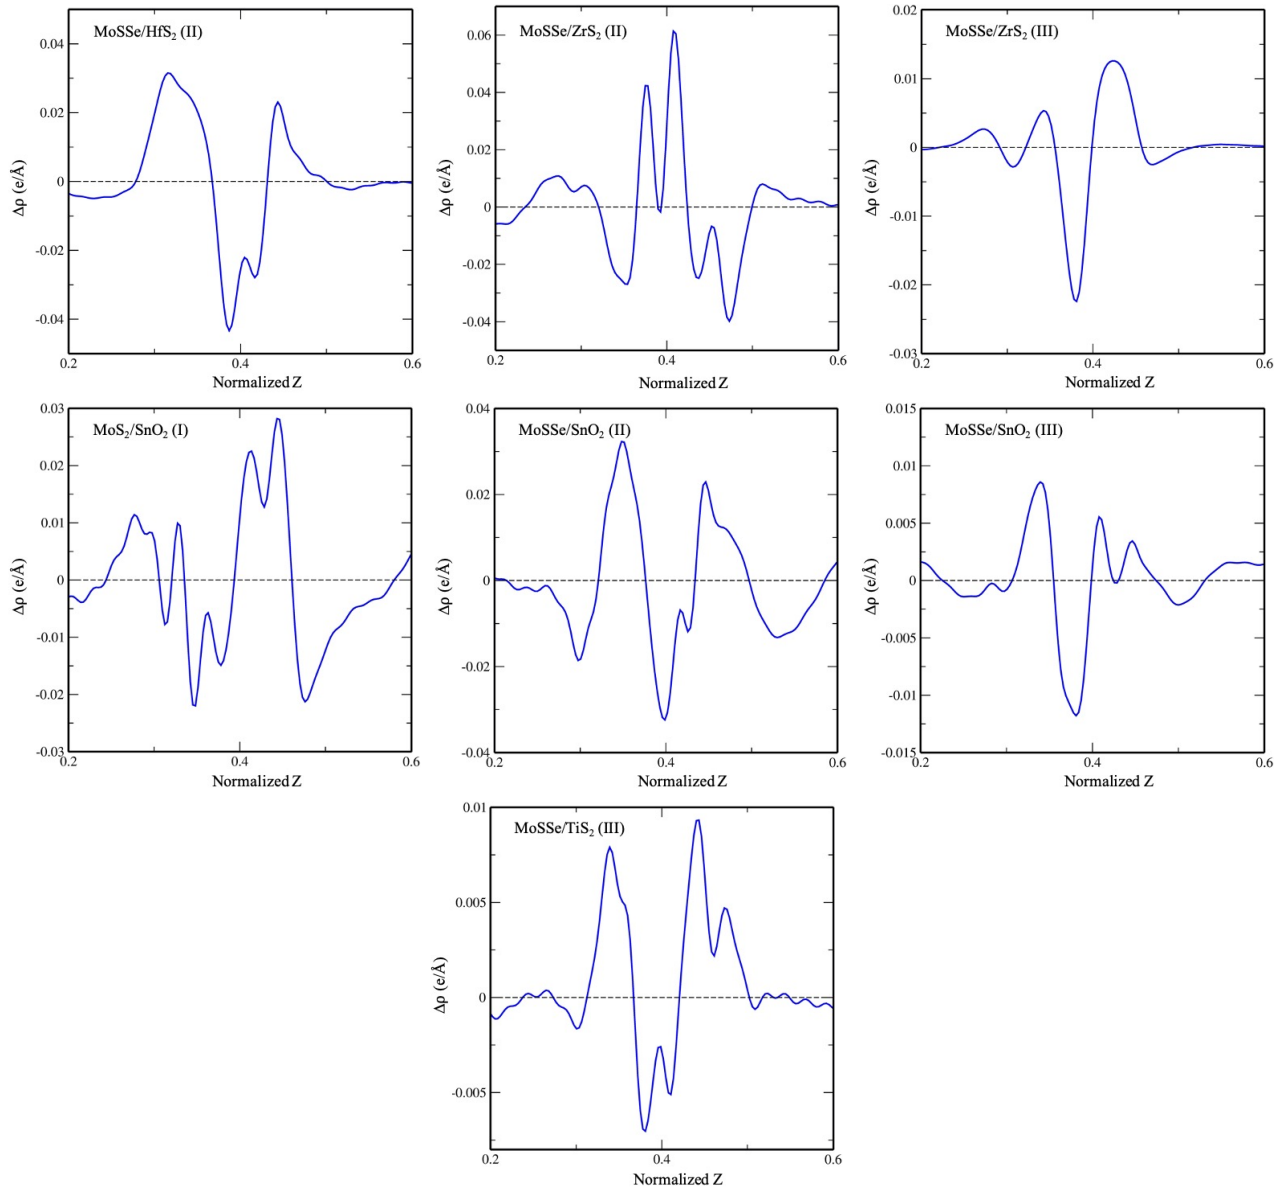 MoSSe/HfS₂ (II)
0.04
0.02
0
-0.02
-0.04
0.2
0.4
0.6
Δρ (e/Å)
Normalized Z
MoSSe/ZrS₂ (II)
0.06
0.04
0.02
0
-0.02
-0.04
0.2
0.4
0.6
Δρ (e/Å)
Normalized Z
MoSSe/ZrS₂ (III)
0.02
0.01
0
-0.01
-0.02
-0.03
0.2
0.4
0.6
Δρ (e/Å)
Normalized Z
MoS₂/SnO₂ (I)
0.03
0.02
0.01
0
-0.01
-0.02
-0.03
0.2
0.4
0.6
Δρ (e/Å)
Normalized Z
MoSSe/SnO₂ (II)
0.04
0.02
0
-0.02
-0.04
0.2
0.4
0.6
Δρ (e/Å)
Normalized Z
MoSSe/SnO₂ (III)
0.015
0.01
0.005
0
-0.005
-0.01
-0.015
0.2
0.4
0.6
Δρ (e/Å)
Normalized Z
MoSSe/TiS₂ (III)
0.01
0.005
0
-0.005
0.2
0.4
0.6
Δρ (e/Å)
Normalized Z